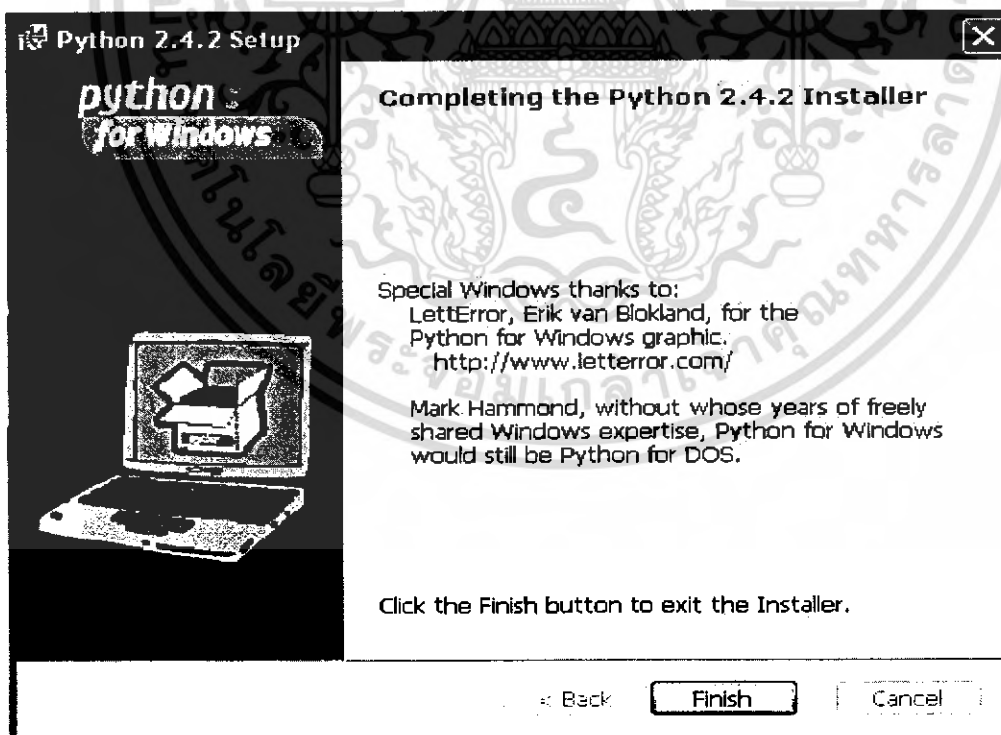 Python 2.4.2 Setup
python
for Windows
Completing the Python 2.4.2 Installer
Special Windows thanks to:
LettError, Erik van Blokland, for the
Python for Windows graphic.
http://www.letterror.com/
Mark Hammond, without whose years of freely
shared Windows expertise, Python for Windows
would still be Python for DOS.
Click the Finish button to exit the Installer.
< Back
Finish
Cancel